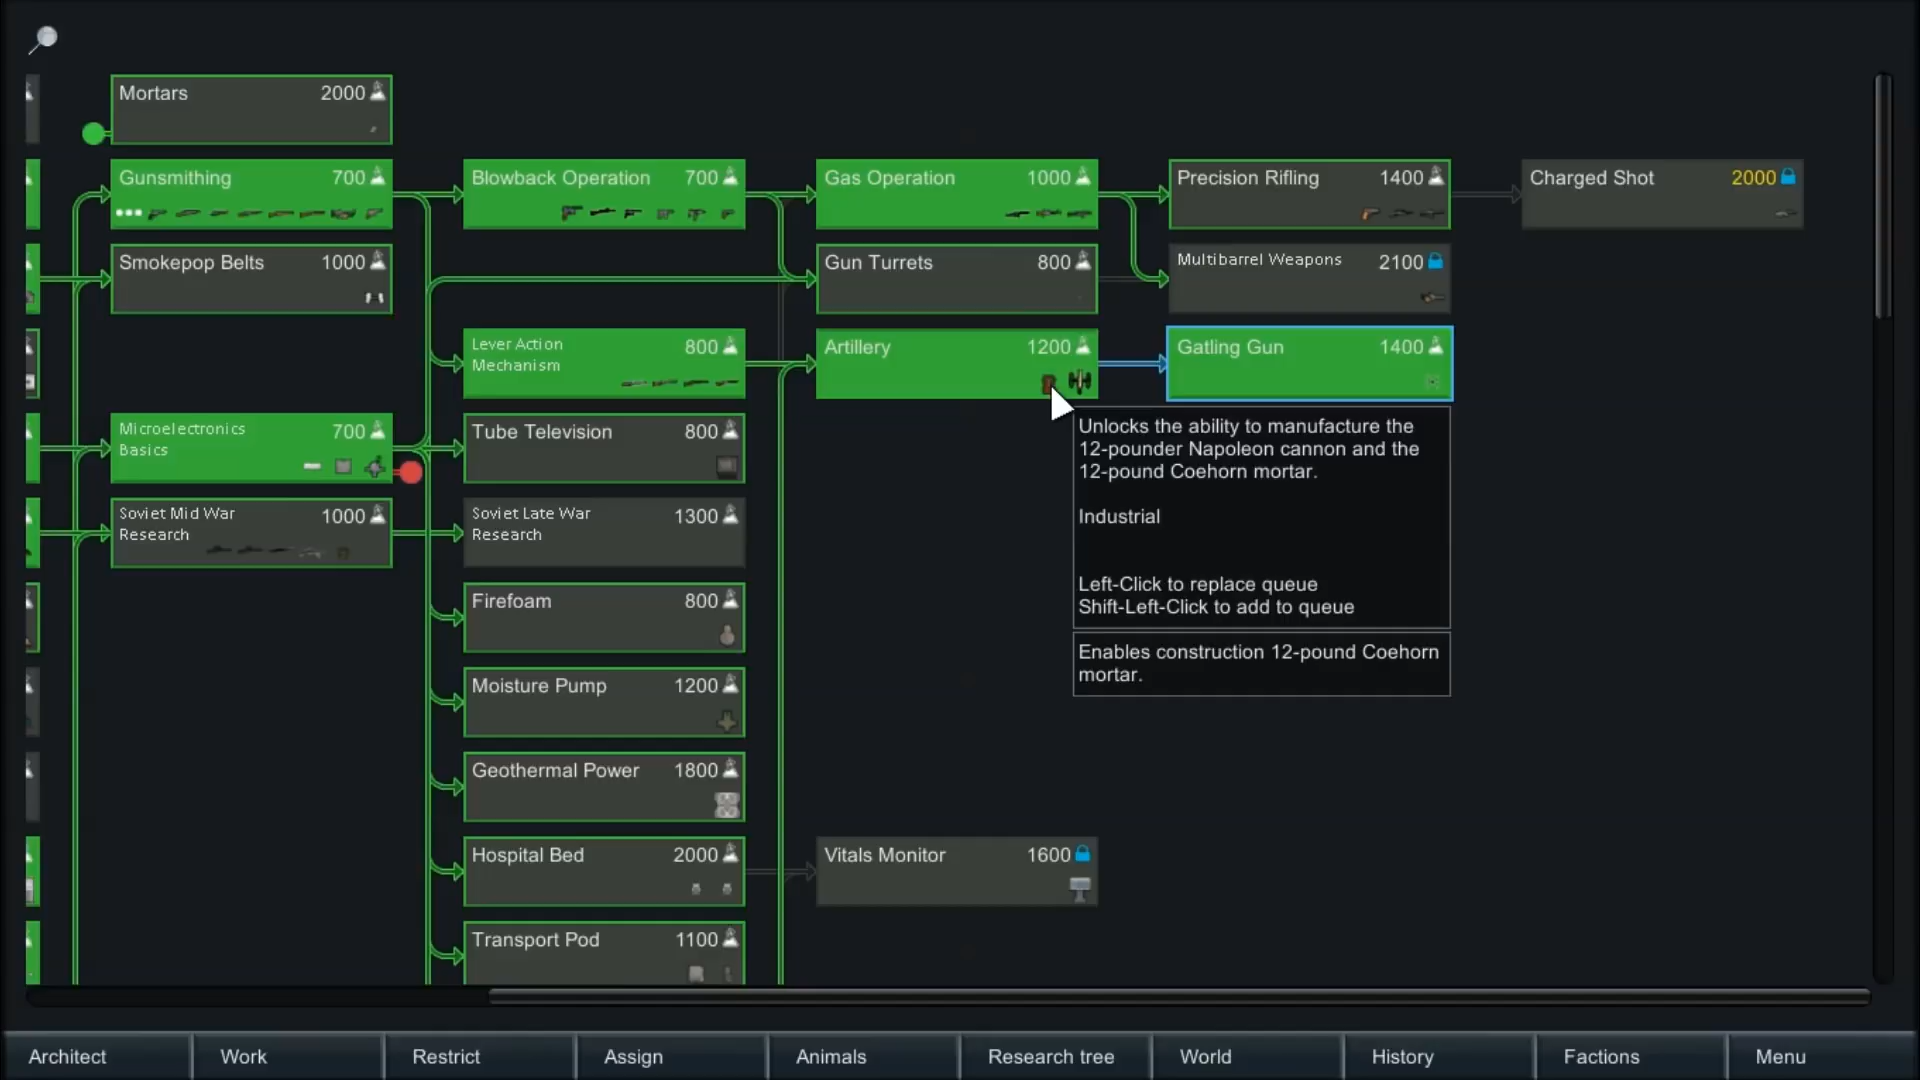 Mortars 2000
Gunsmithing 700
Blowback Operation 700
Gas Operation 1000
Precision Rifling 1400
Charged Shot 2000
Smokepop Belts 1000
Gun Turrets 800
Multibarrel Weapons 2100
Lever Action
Mechanism
800
Artillery 1200
Gatling Gun 1400
Microelectronics
Basics
700
Tube Television 800
Unlocks the ability to manufacture the
12-pounder Napoleon cannon and the
12-pound Coehorn mortar.
Industrial
Left-Click to replace queue
Shift-Left-Click to add to queue
Enables construction 12-pound Coehorn
mortar.
Soviet Mid War
Research
1000
Soviet Late War
Research
1300
Firefoam 800
Moisture Pump 1200
Geothermal Power 1800
Hospital Bed 2000
Vitals Monitor 1600
Transport Pod 1100
Architect
Work
Restrict
Assign
Animals
Research tree
World
History
Factions
Menu